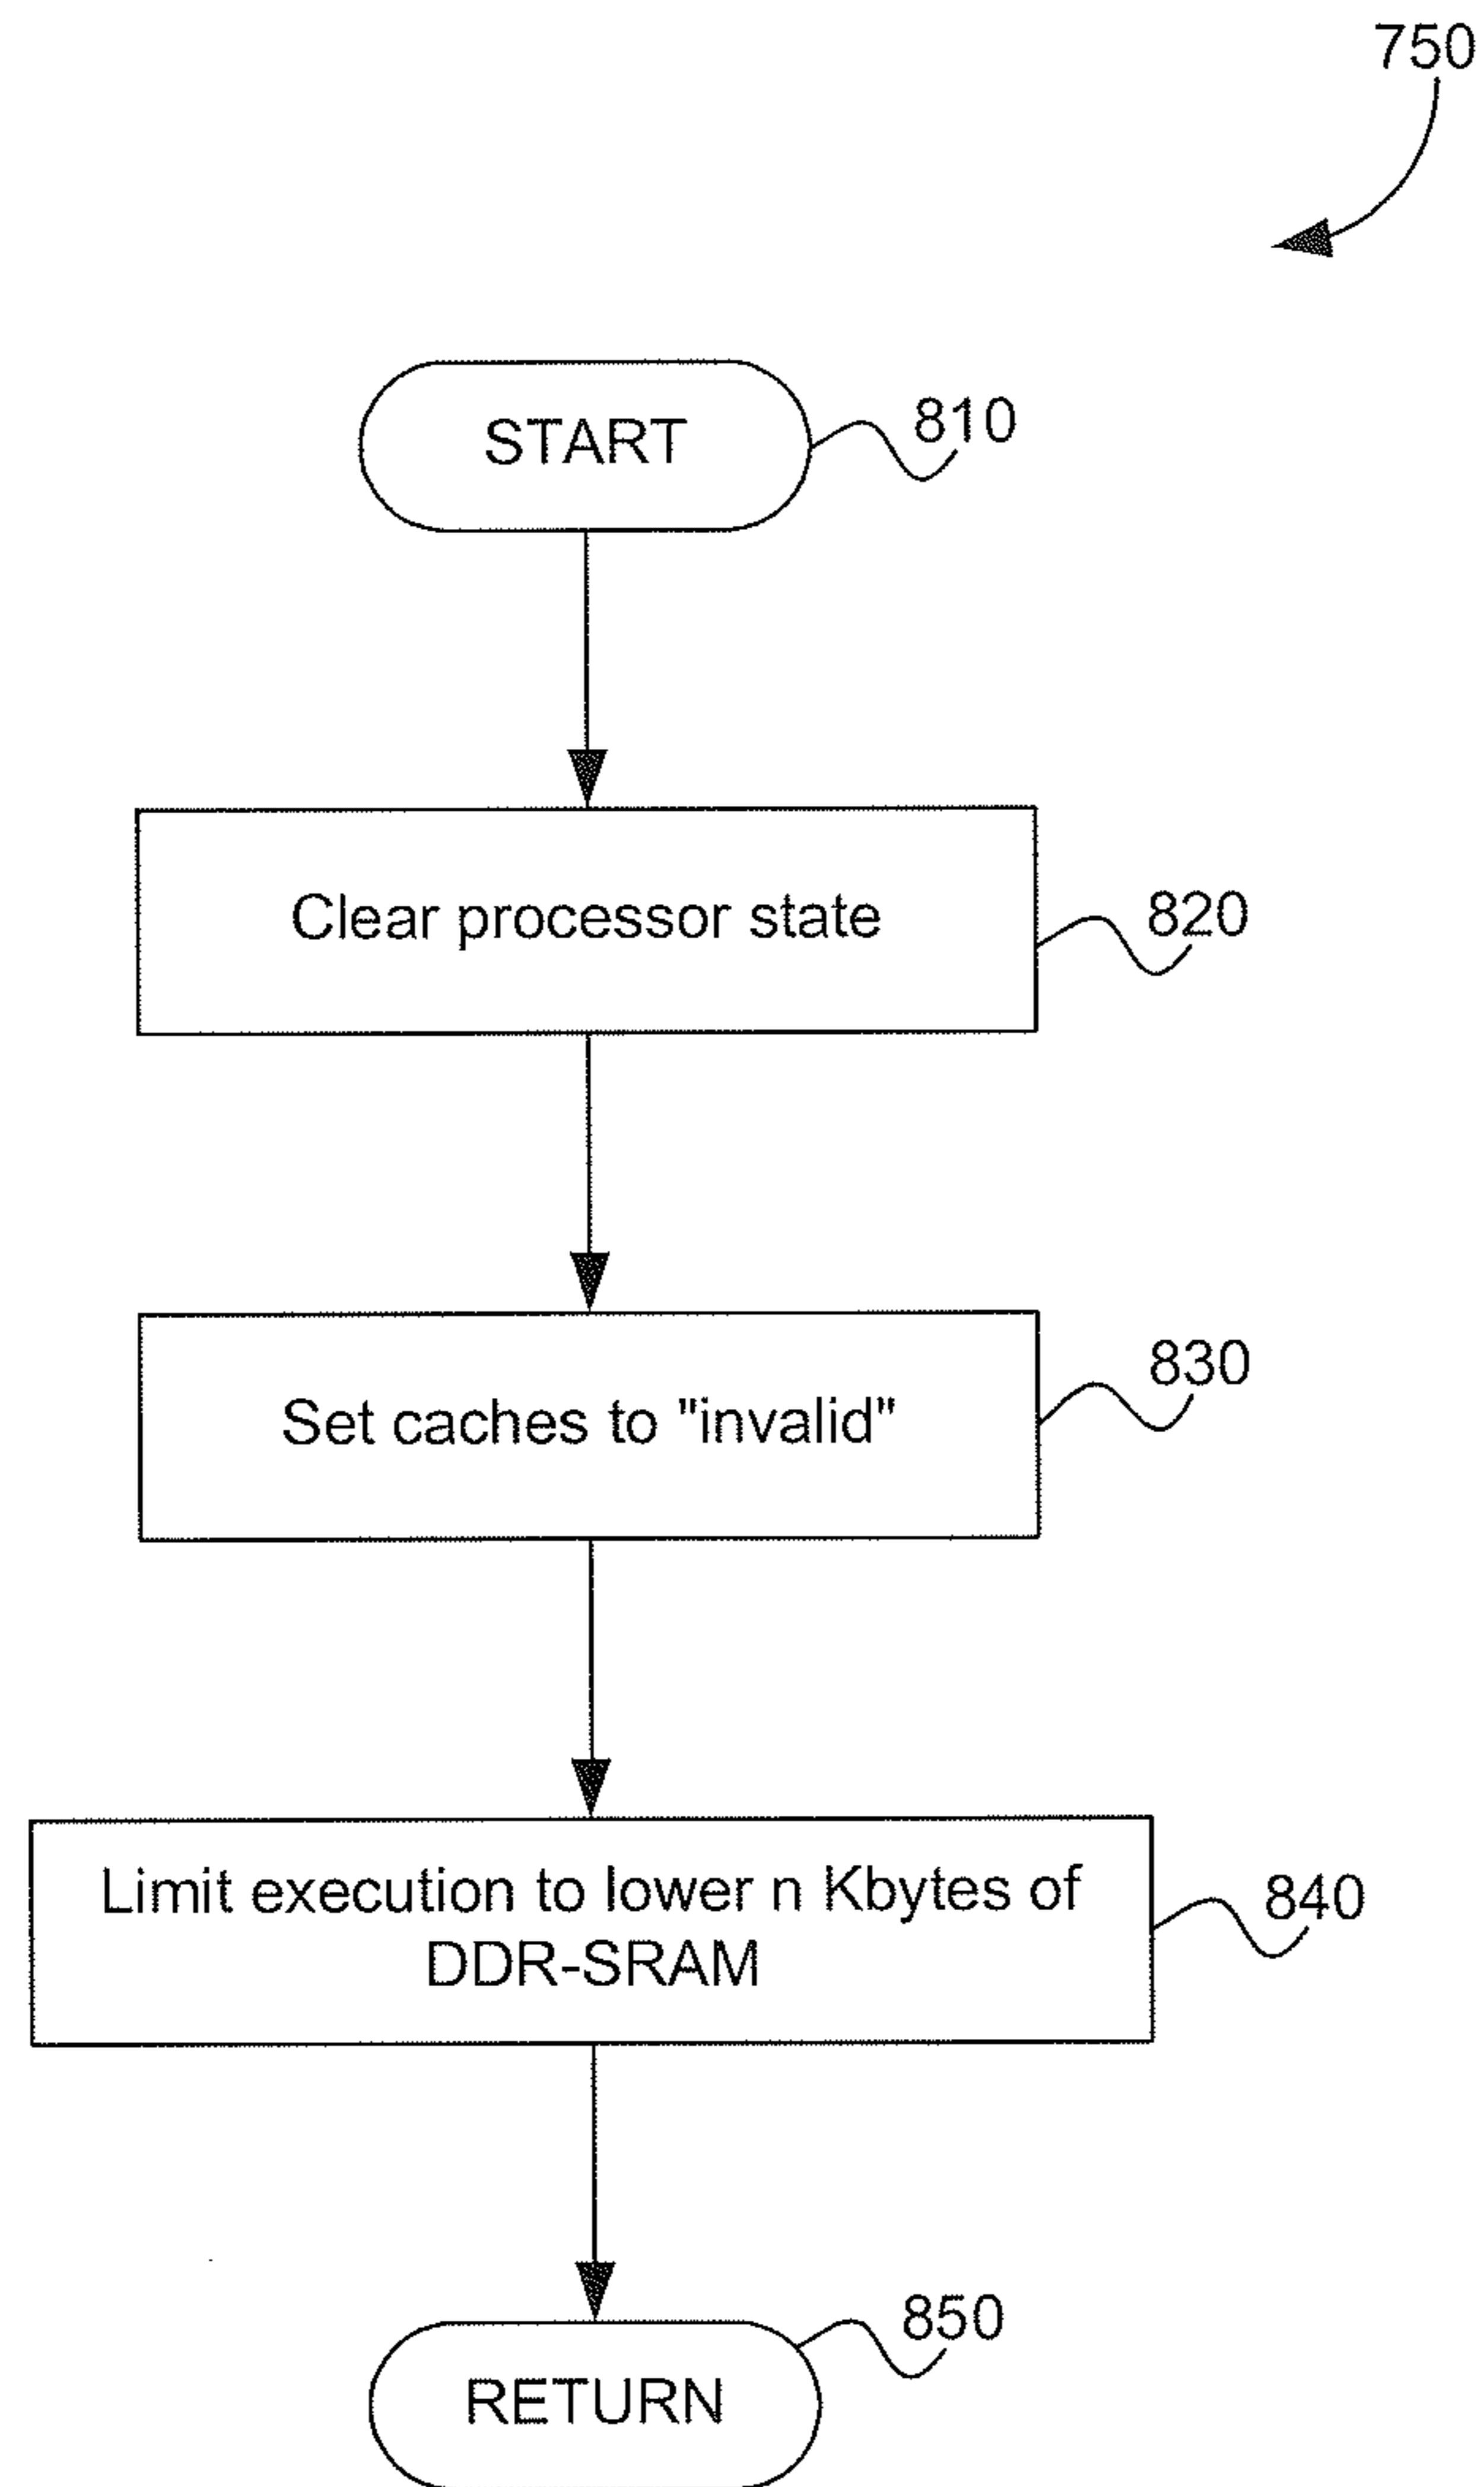 750
START
810
Clear processor state
820
Set caches to "invalid"
830
Limit execution to lower n Kbytes of
DDR-SRAM
840
RETURN
850